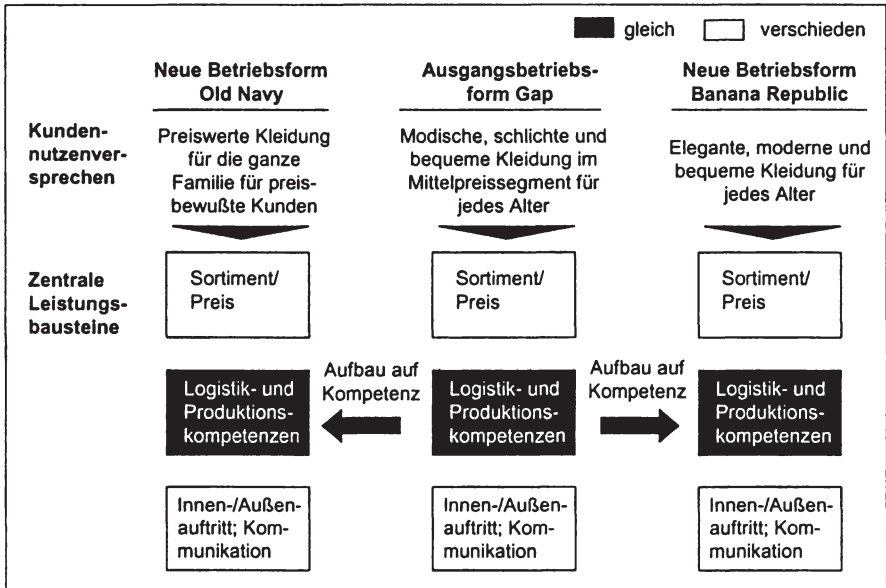 gleich
verschieden
Neue Betriebsform
Old Navy
Ausgangsbetriebs-
form Gap
Neue Betriebsform
Banana Republic
Kunden-
nutzenver-
sprechen
Preiswerte Kleidung
für die ganze
Familie für preis-
bewußte Kunden
Modische, schlichte und
bequeme Kleidung im
Mittelpreissegment für
jedes Alter
Elegante, moderne und
bequeme Kleidung für
jedes Alter
Zentrale
Leistungs-
bausteine
Sortiment/
Preis
Sortiment/
Preis
Sortiment/
Preis
Logistik- und
Produktions-
kompetenzen
Aufbau auf
Kompetenz
Logistik- und
Produktions-
kompetenzen
Aufbau auf
Kompetenz
Logistik- und
Produktions-
kompetenzen
Innen-/Außen-
auftritt; Kom-
munikation
Innen-/Außen-
auftritt; Kom-
munikation
Innen-/Außen-
auftritt; Kom-
munikation